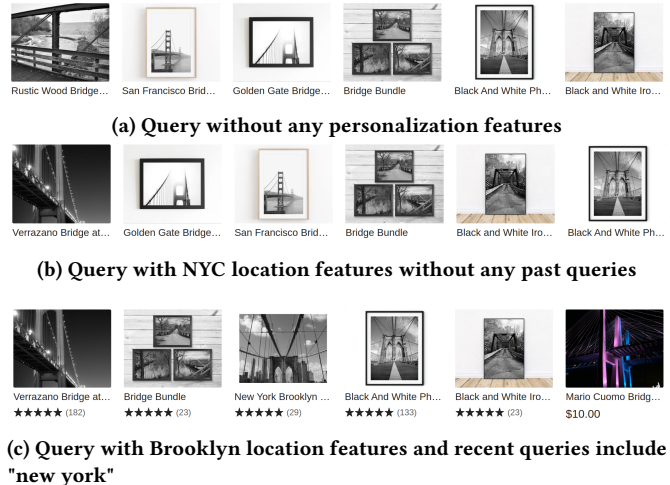 Rustic Wood Bridge… San Francisco Brid… Golden Gate Bridge… Bridge Bundle Black And White Ph… Black and White Iro…
(a) Query without any personalization features
Verrazano Bridge at… Golden Gate Bridge… San Francisco Brid… Bridge Bundle Black and White Iro… Black And White Ph…
(b) Query with NYC location features without any past queries
Verrazano Bridge at… Bridge Bundle New York Brooklyn … Black And White Ph… Black and White Iro… Mario Cuomo Bridg…
★★★★★ (182) ★★★★★ (23) ★★★★★ (29) ★★★★★ (133) ★★★★★ (23) $10.00
(c) Query with Brooklyn location features and recent queries include
"new york"